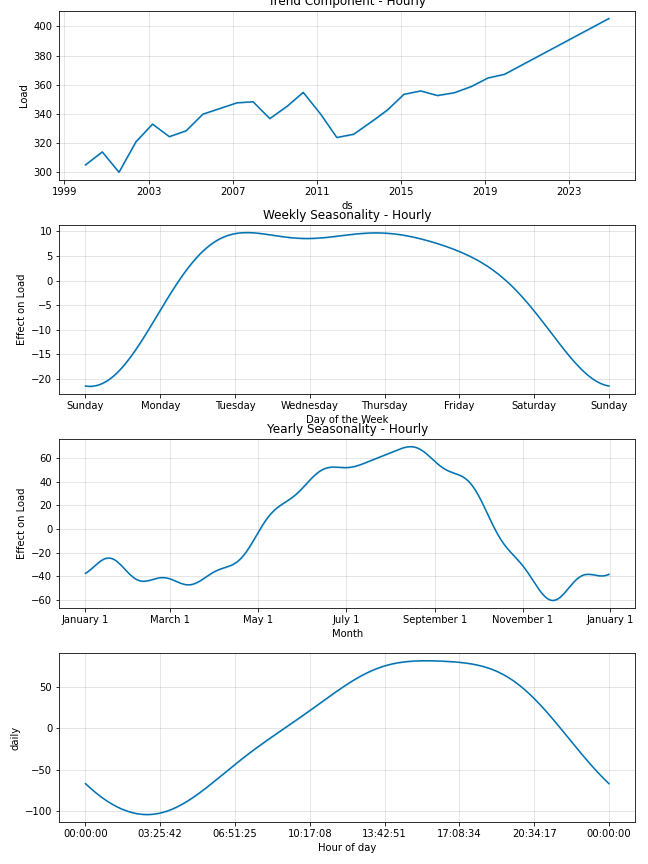 Trend Component - Hourly
400
380
360
340
320
300
Load
1999 2003 2007 2011 2015 2019 2023
ds
Weekly Seasonality - Hourly
10
5
0
−5
−10
−15
−20
Effect on Load
Sunday Monday Tuesday Wednesday Thursday Friday Saturday Sunday
Day of the Week
Yearly Seasonality - Hourly
60
40
20
0
−20
−40
−60
Effect on Load
January 1 March 1 May 1 July 1 September 1 November 1 January 1
Month
50
0
−50
−100
daily
00:00:00 03:25:42 06:51:25 10:17:08 13:42:51 17:08:34 20:34:17 00:00:00
Hour of day